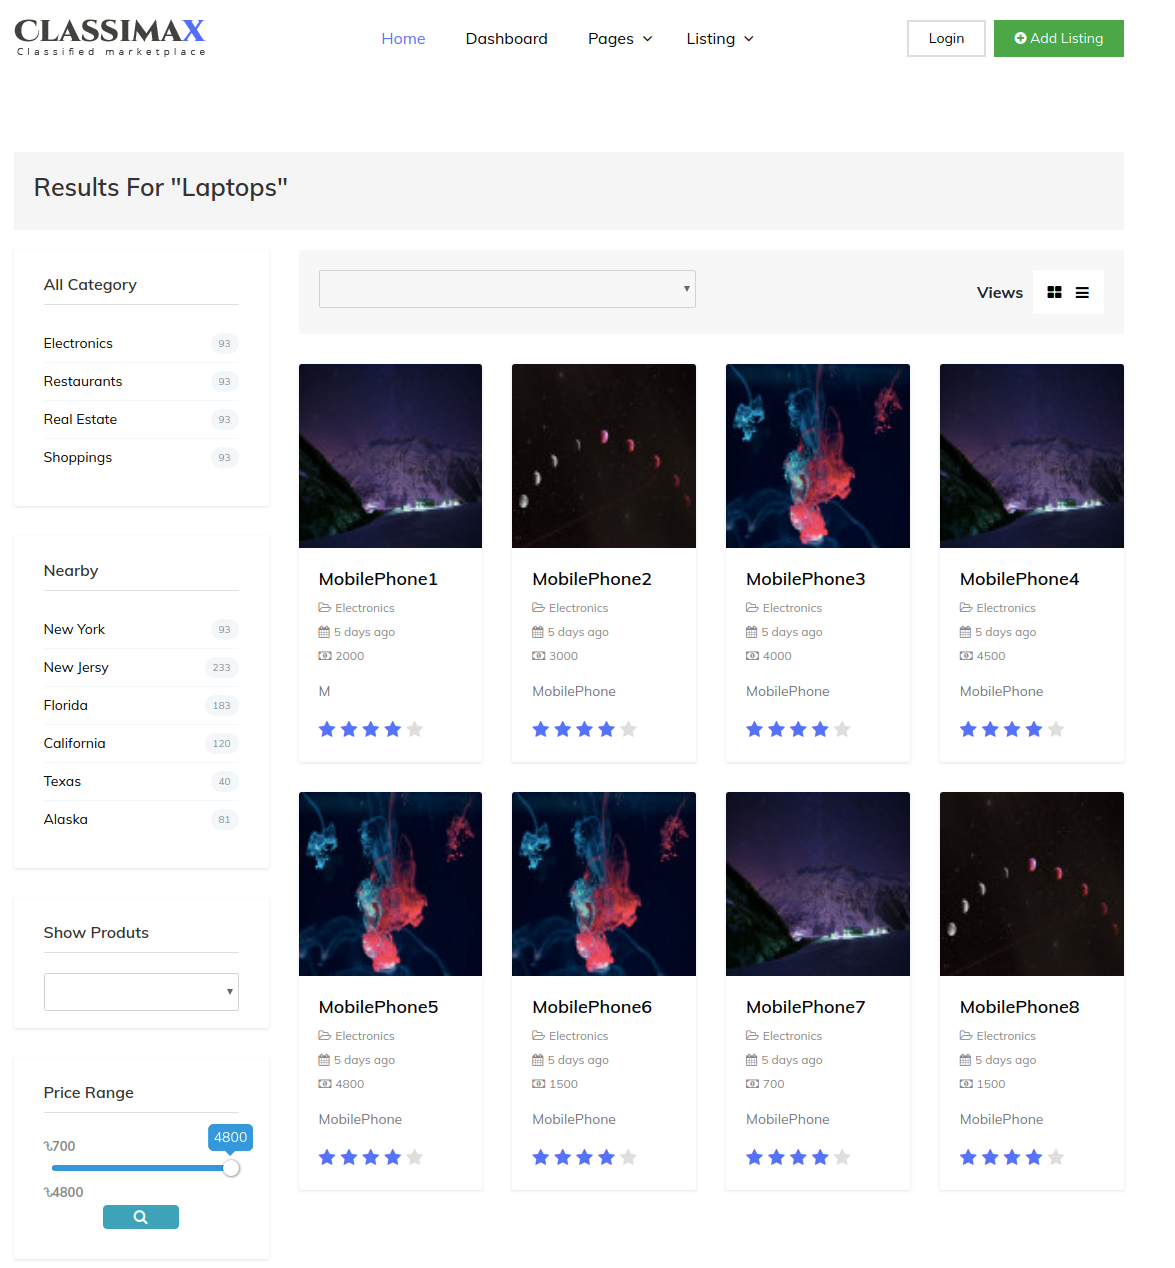 CLASSIMAX
Classified marketplace
Home
Dashboard
Pages
Listing
Login
Add Listing
Results For "Laptops"
All Category
Electronics 93
Restaurants 93
Real Estate 93
Shoppings 93
Nearby
New York 93
New Jersy 233
Florida 183
California 120
Texas 40
Alaska 81
Show Produts
Price Range
৳700
4800
৳4800
Views
MobilePhone1
Electronics
5 days ago
2000
M
MobilePhone2
Electronics
5 days ago
3000
MobilePhone
MobilePhone3
Electronics
5 days ago
4000
MobilePhone
MobilePhone4
Electronics
5 days ago
4500
MobilePhone
MobilePhone5
Electronics
5 days ago
4800
MobilePhone
MobilePhone6
Electronics
5 days ago
1500
MobilePhone
MobilePhone7
Electronics
5 days ago
700
MobilePhone
MobilePhone8
Electronics
5 days ago
1500
MobilePhone